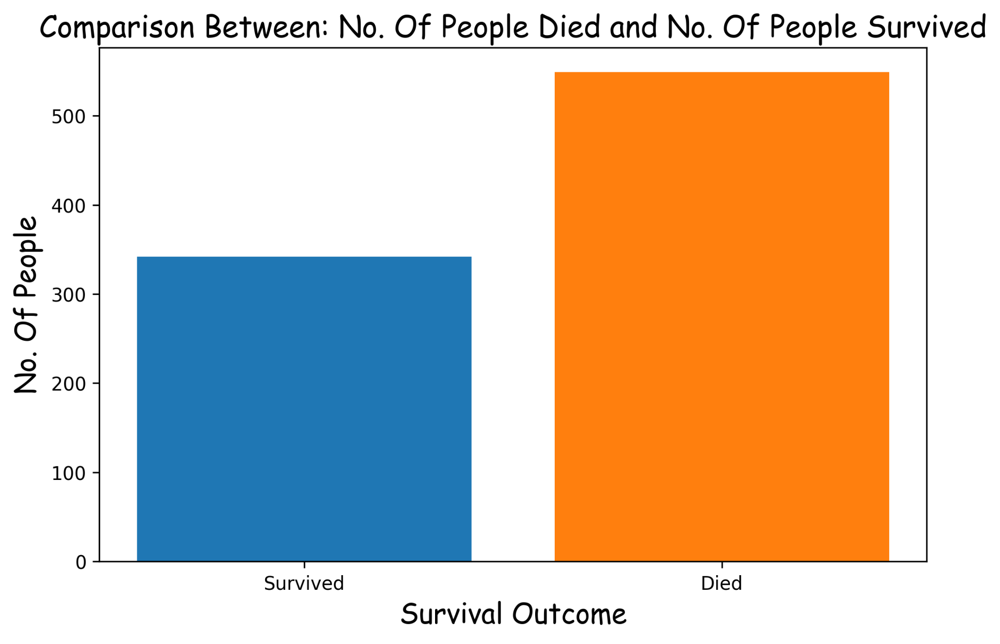 Comparison Between: No. Of People Died and No. Of People Survived
No. Of People
500
400
300
200
100
0
Survived
Died
Survival Outcome